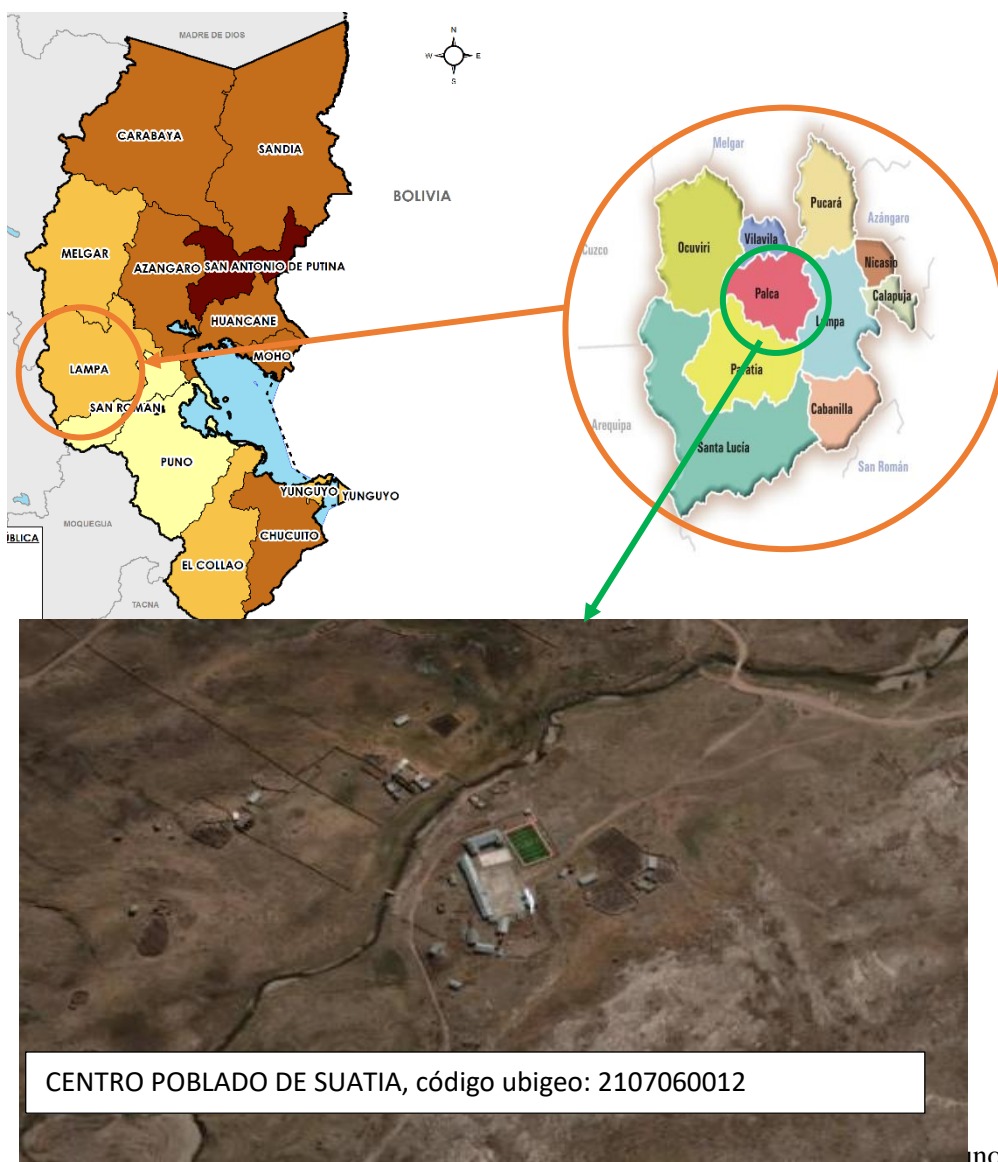 MADRE DE DIOS
N
W E
S
CARABAYA
SANDIA
BOLIVIA
MELGAR
AZANGARO
SAN ANTONIO DE PUTINA
HUANCANE
MOHO
LAMPA
SAN ROMAN
PUNO
YUNGUYO
YUNGUYO
CHUCUITO
EL COLLAO
MOQUEGUA
ÚBLICA
TACNA
Melgar
Pucará
Azángaro
Ocuviri
Vilavila
Cuzco
Nicasio
Palca
Calapuja
Lampa
Paratia
Cabanilla
Arequipa
Santa Lucía
San Román
CENTRO POBLADO DE SUATIA, código ubigeo: 2107060012